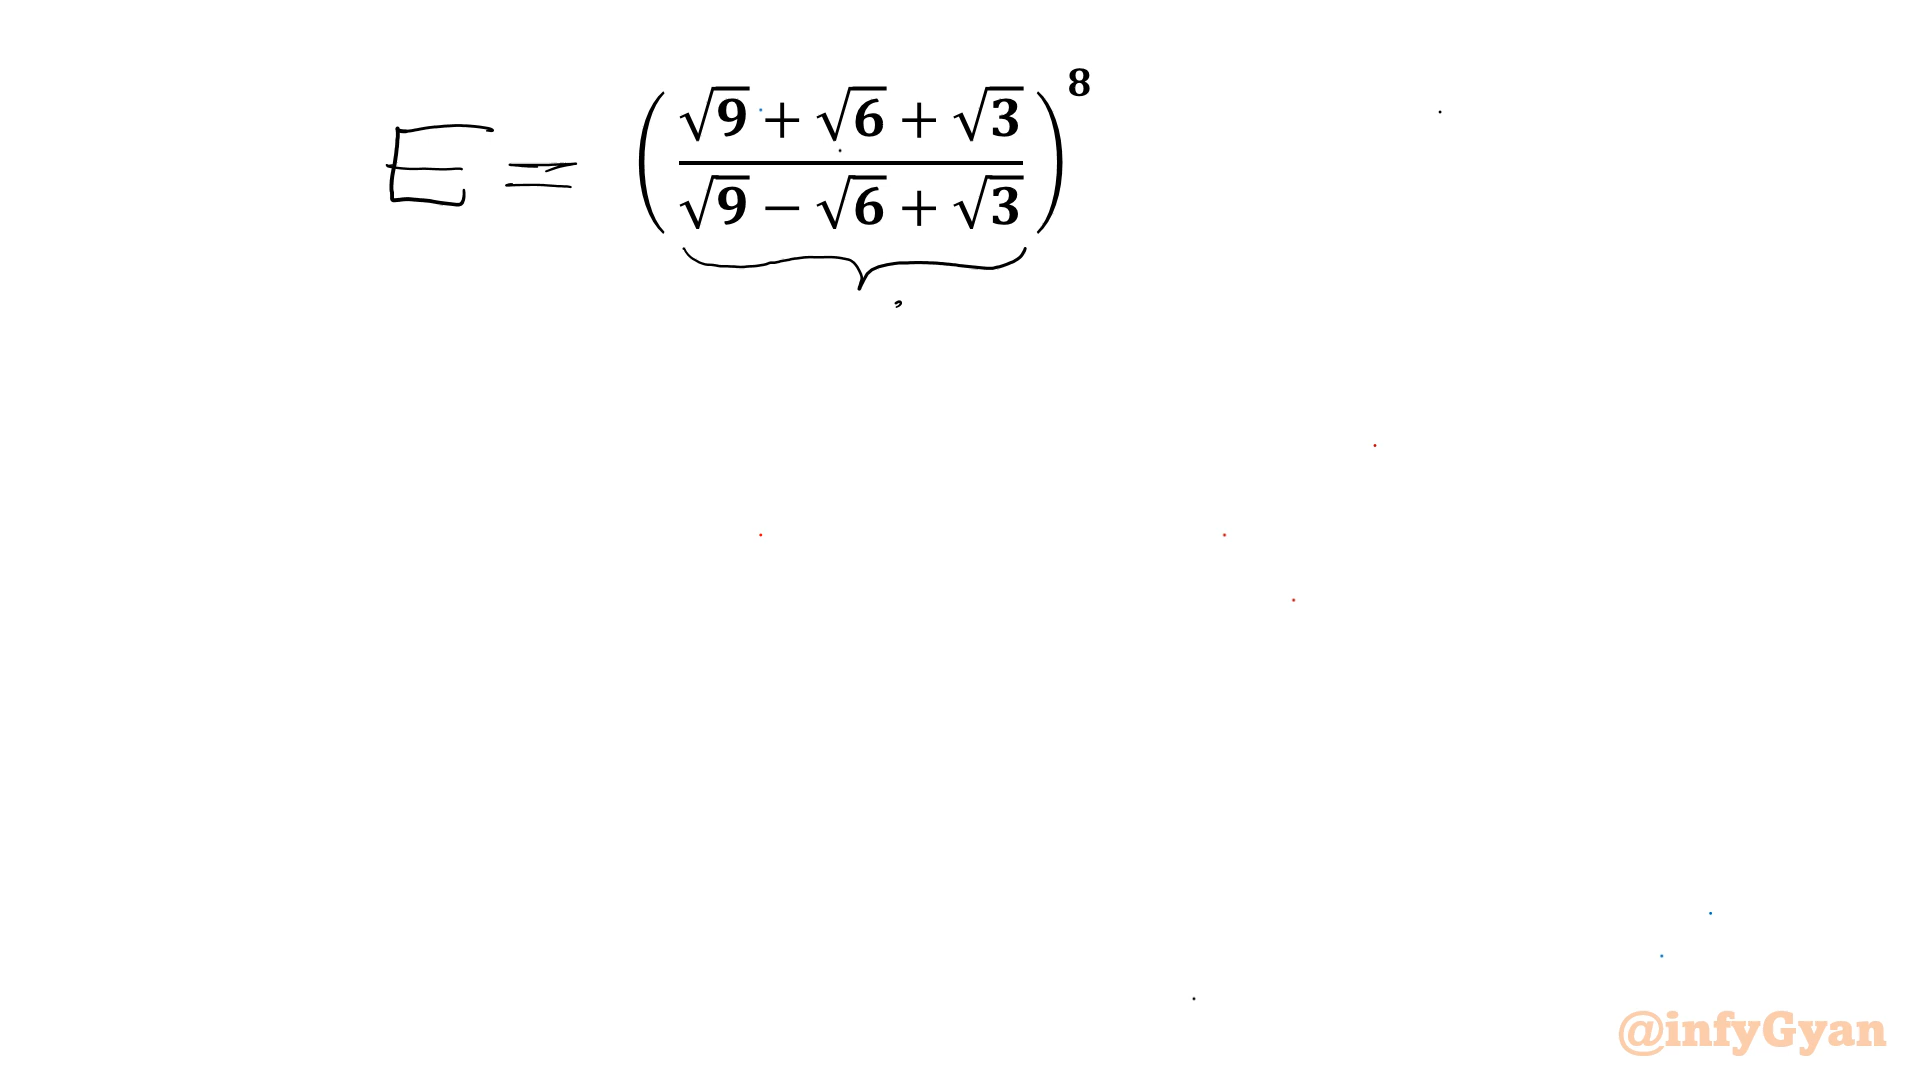 E = ( (√9 + √6 + √3) / (√9 − √6 + √3) )^8
@infyGyan